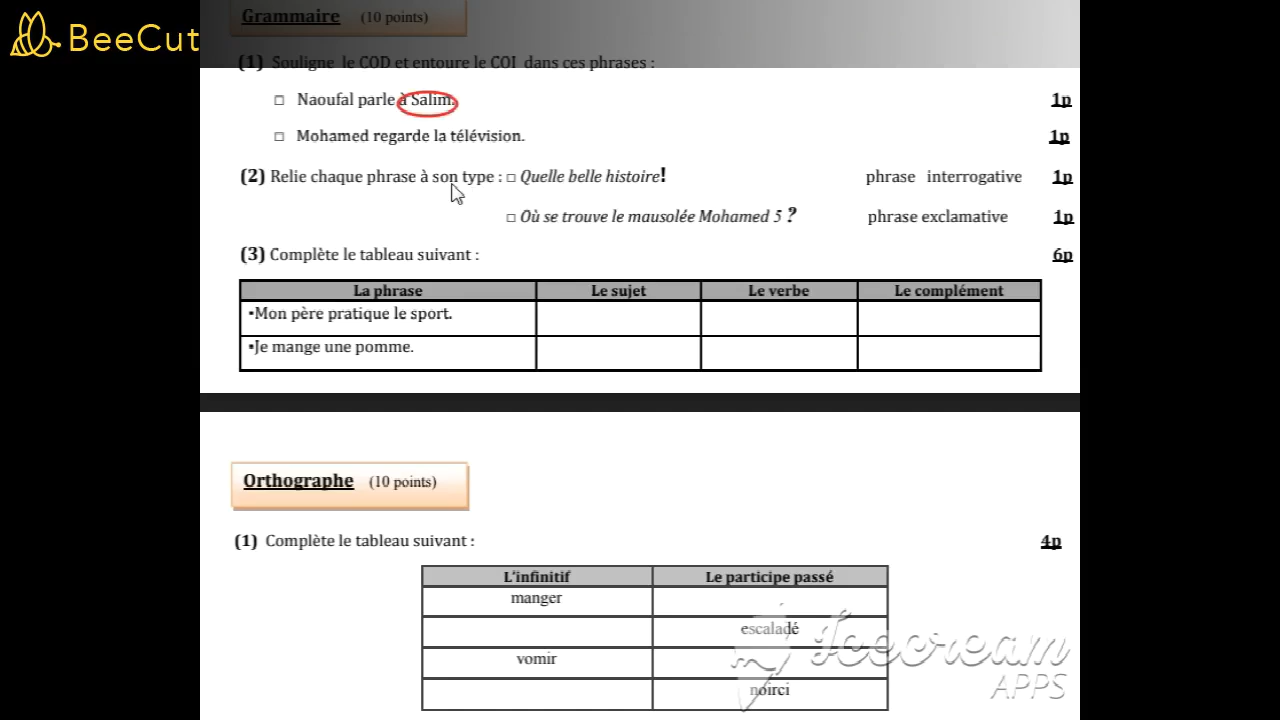 BeeCut
Grammaire (10 points)
(1) Souligne le COD et entoure le COI dans ces phrases :
□ Naoufal parle à Salim. 1p
□ Mohamed regarde la télévision. 1p
(2) Relie chaque phrase à son type : □ Quelle belle histoire! phrase interrogative 1p
□ Où se trouve le mausolée Mohamed 5 ? phrase exclamative 1p
(3) Complète le tableau suivant : 6p
La phrase Le sujet Le verbe Le complément
•Mon père pratique le sport.
•Je mange une pomme.
Orthographe (10 points)
(1) Complète le tableau suivant : 4p
L'infinitif Le participe passé
manger
escaladé
vomir
noirci
Icecream
APPS